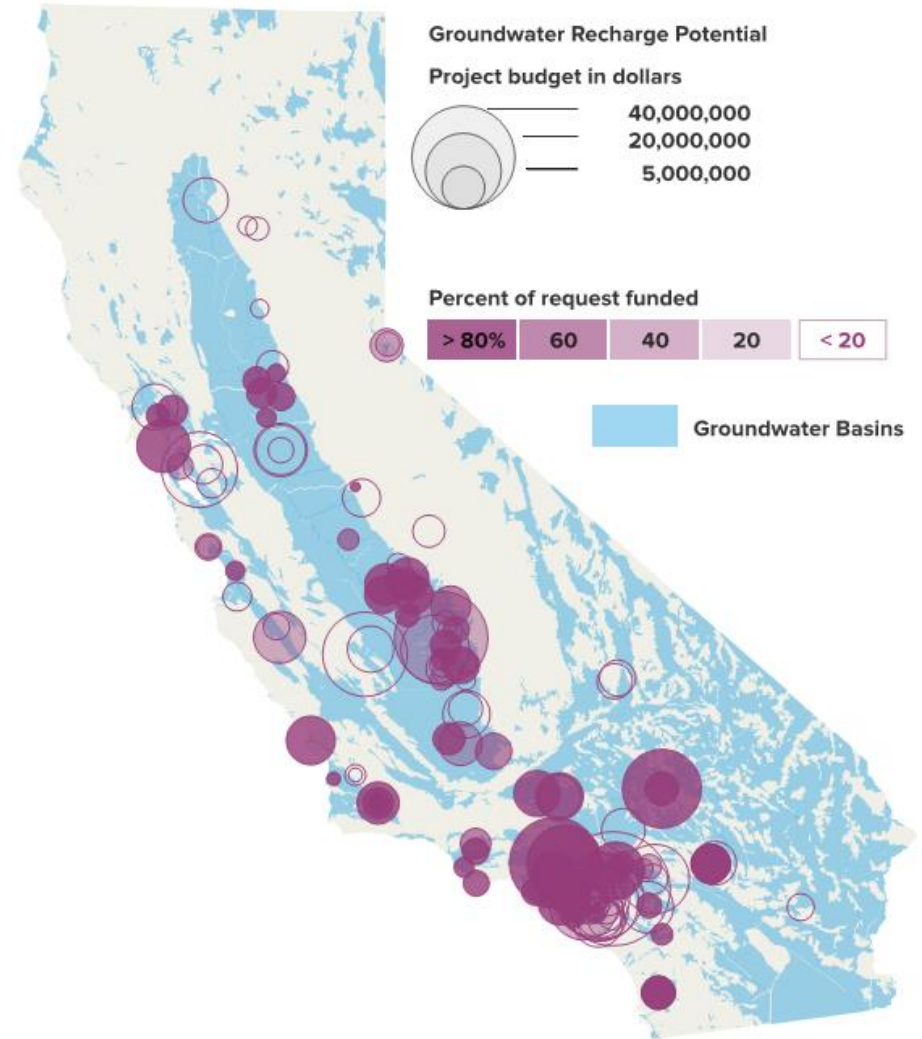 Groundwater Recharge Potential
Project budget in dollars
40,000,000
20,000,000
5,000,000
Percent of request funded
> 80% 60 40 20 < 20
Groundwater Basins